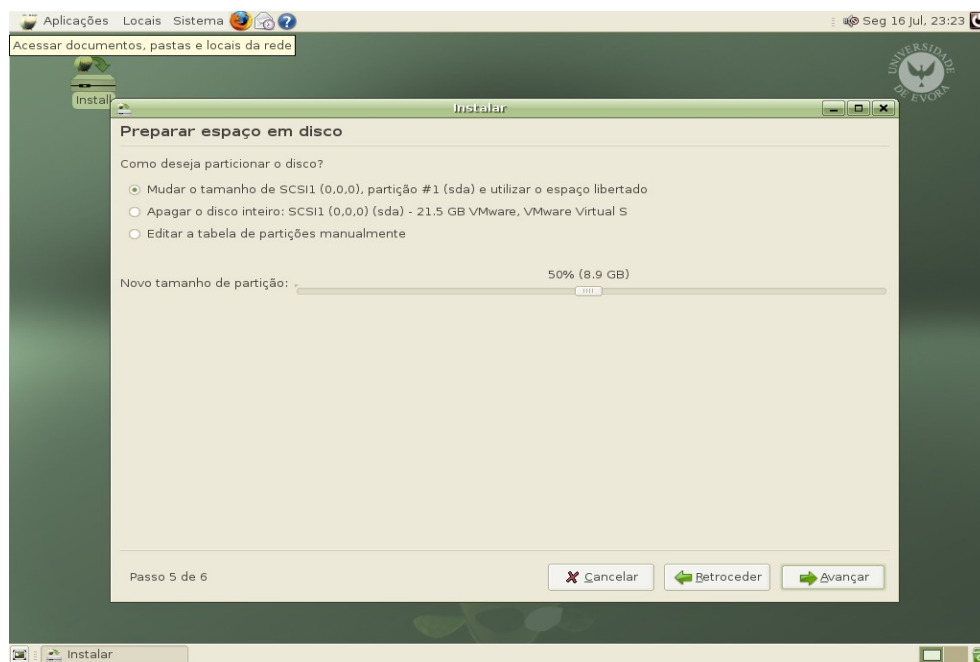 Aplicações Locais Sistema
Seg 16 Jul, 23:23
Acessar documentos, pastas e locais da rede
UNIVERSIDADE DE EVORA
Install
Instalar
Preparar espaço em disco
Como deseja particionar o disco?
Mudar o tamanho de SCSI1 (0,0,0), partição #1 (sda) e utilizar o espaço libertado
Apagar o disco inteiro: SCSI1 (0,0,0) (sda) - 21.5 GB VMware, VMware Virtual S
Editar a tabela de partições manualmente
50% (8.9 GB)
Novo tamanho de partição:
Passo 5 de 6
Cancelar
Retroceder
Avançar
Instalar